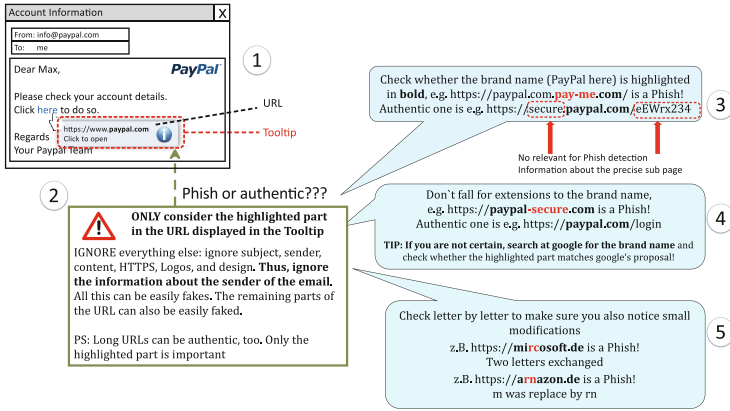 Account Information
X
From: info@paypal.com
To: me
Dear Max,
PayPal
Please check your account details.
Click here to do so.
https://www.paypal.com
Click to open
i
Regards
Your Paypal Team
1
URL
Tooltip
2
Phish or authentic???
ONLY consider the highlighted part
in the URL displayed in the Tooltip
IGNORE everything else: ignore subject, sender,
content, HTTPS, Logos, and design. Thus, ignore
the information about the sender of the email.
All this can be easily fakes. The remaining parts of
the URL can also be easily faked.
PS: Long URLs can be authentic, too. Only the
highlighted part is important
Check whether the brand name (PayPal here) is highlighted
in bold, e.g. https://paypal.com.pay-me.com/ is a Phish!
Authentic one is e.g. https://secure.paypal.com/eEWrx234
3
No relevant for Phish detection
Information about the precise sub page
Don`t fall for extensions to the brand name,
e.g. https://paypal-secure.com is a Phish!
Authentic one is e.g. https://paypal.com/login
TIP: If you are not certain, search at google for the brand name and
check whether the highlighted part matches google's proposal!
4
Check letter by letter to make sure you also notice small
modifications
z.B. https://mircosoft.de is a Phish!
Two letters exchanged
z.B. https://arnazon.de is a Phish!
m was replace by rn
5